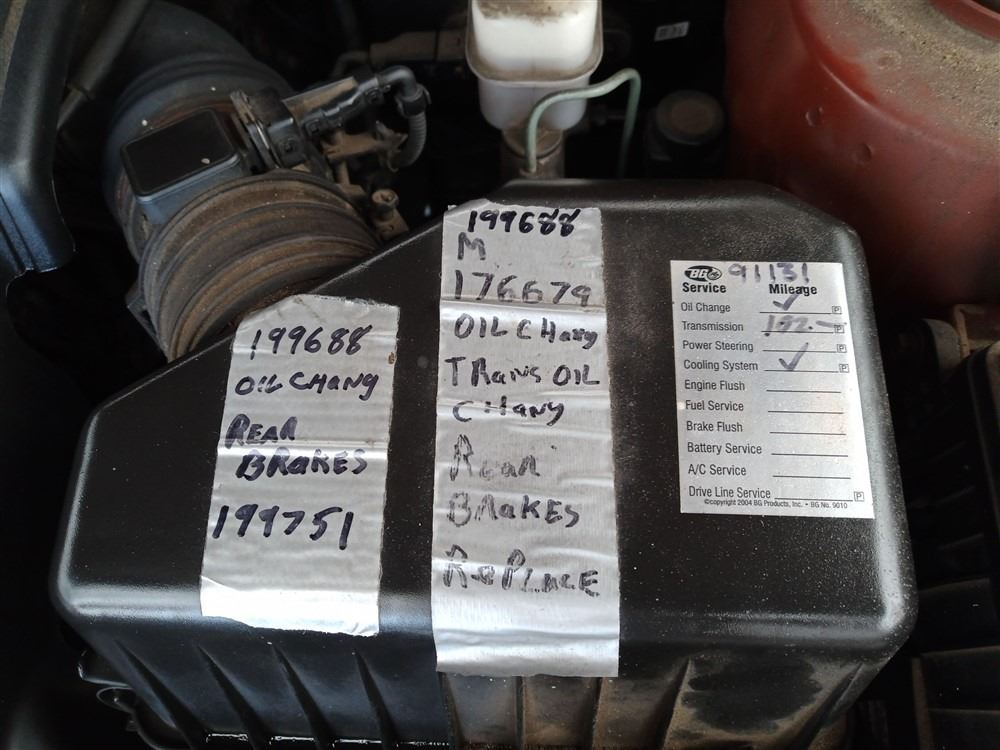 199688
OIL CHANG
REAR
BRAKES
199751
199688
M
176679
OIL CHANG
TRANS OIL
CHANG
REAR
BRAKES
REPLACE
BG 91131
Service Mileage
Oil Change ✓ P
Transmission P
Power Steering P
Cooling System ✓ P
Engine Flush
Fuel Service
Brake Flush
Battery Service
A/C Service
Drive Line Service P
©copyright 2004 BG Products, Inc. • BG No. 9010